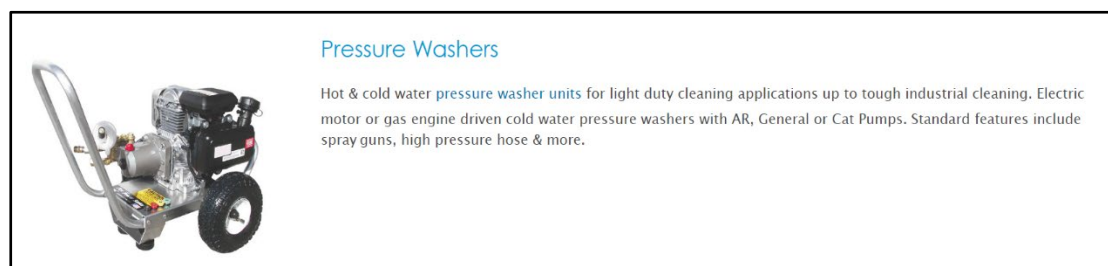 Pressure Washers
Hot & cold water pressure washer units for light duty cleaning applications up to tough industrial cleaning. Electric
motor or gas engine driven cold water pressure washers with AR, General or Cat Pumps. Standard features include
spray guns, high pressure hose & more.